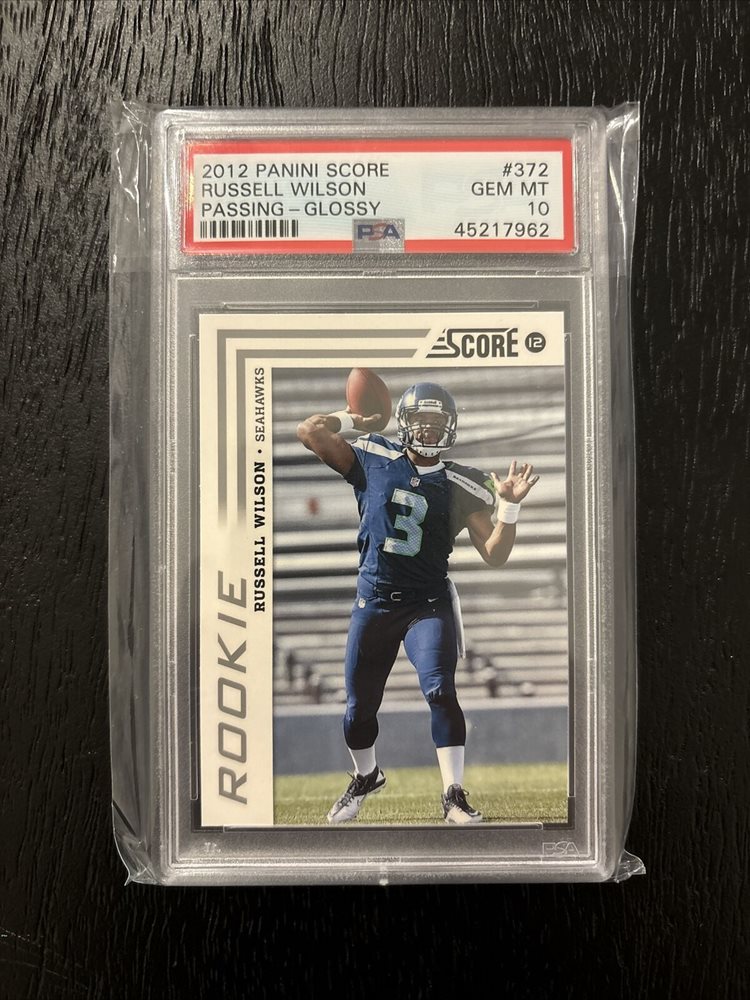 2012 PANINI SCORE #372
RUSSELL WILSON GEM MT
PASSING – GLOSSY 10
PSA 45217962
SCORE 12
ROOKIE
RUSSELL WILSON • SEAHAWKS
3
PSA